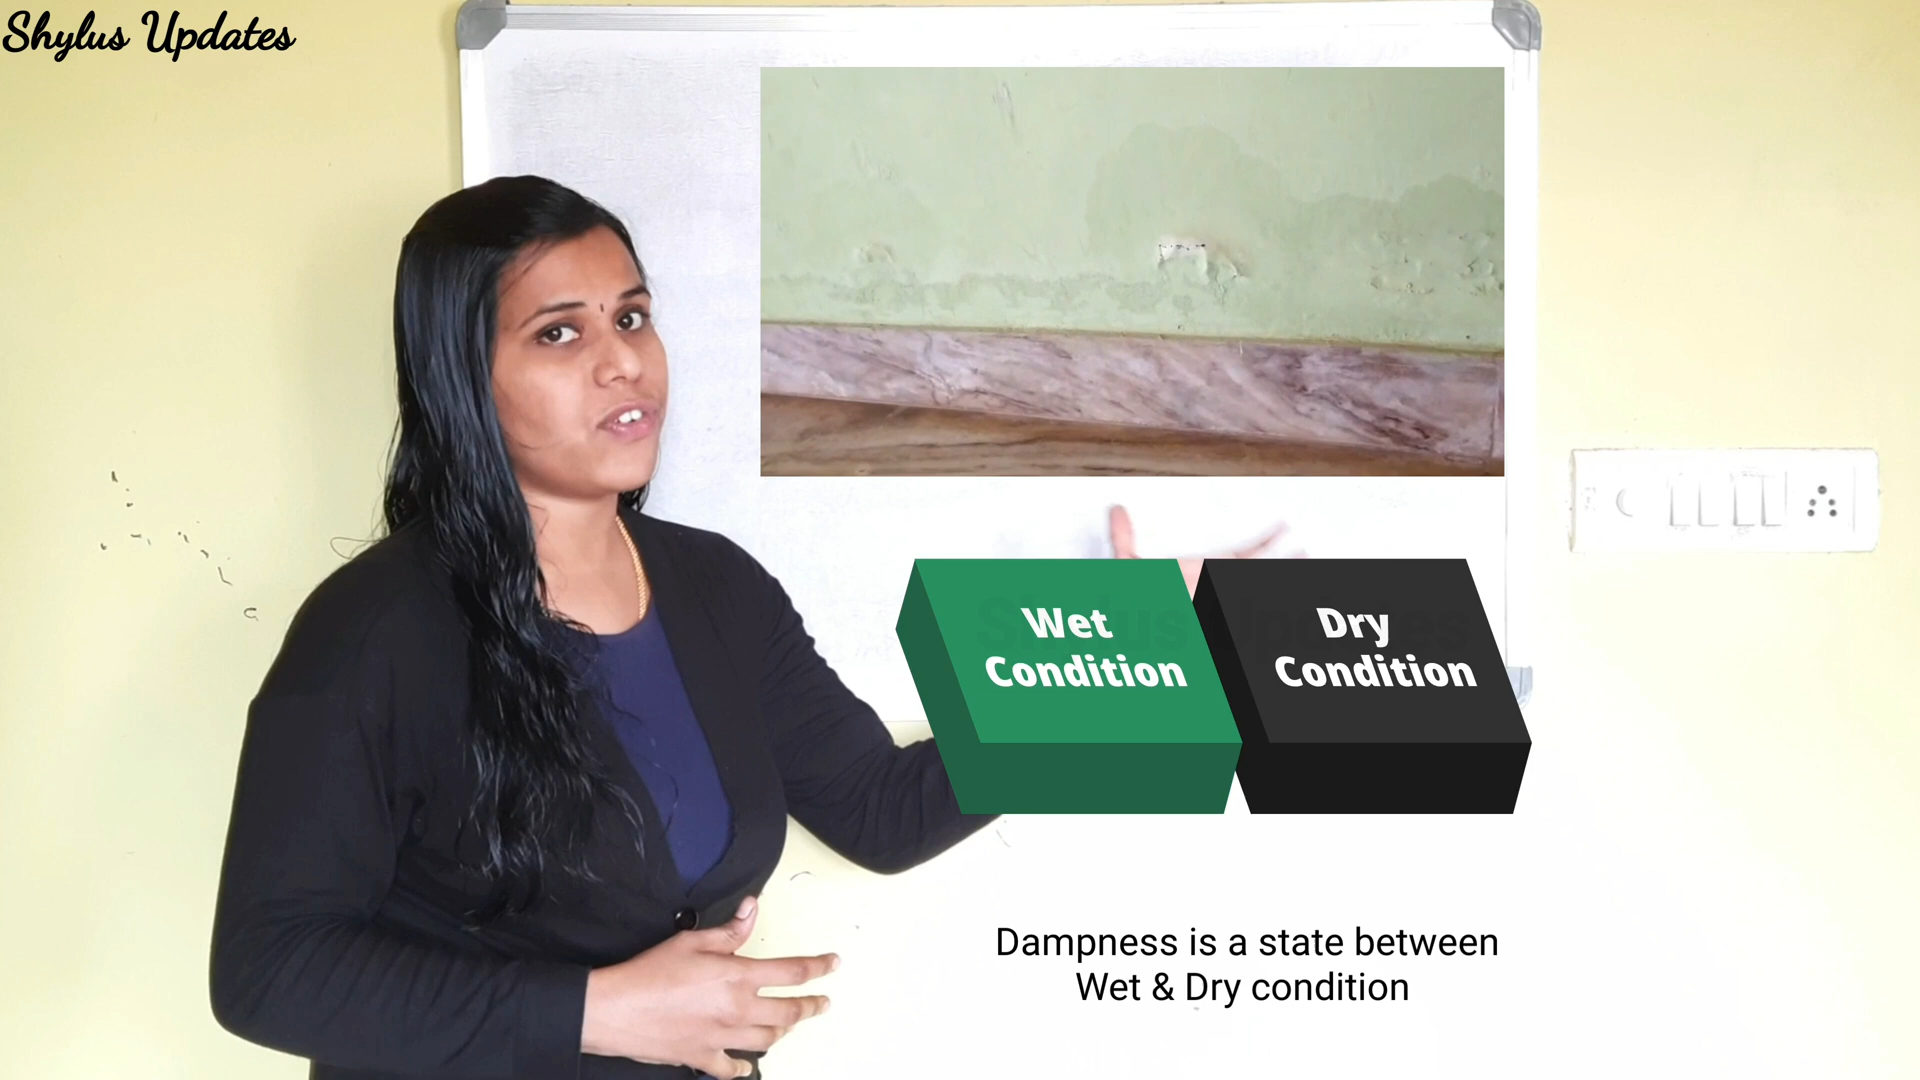 Shylus Updates
Wet
Condition
Dry
Condition
Dampness is a state between
Wet & Dry condition